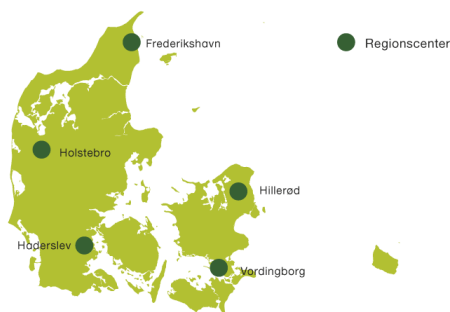 Frederikshavn
Regionscenter
Holstebro
Hillerød
Haderslev
Vordingborg